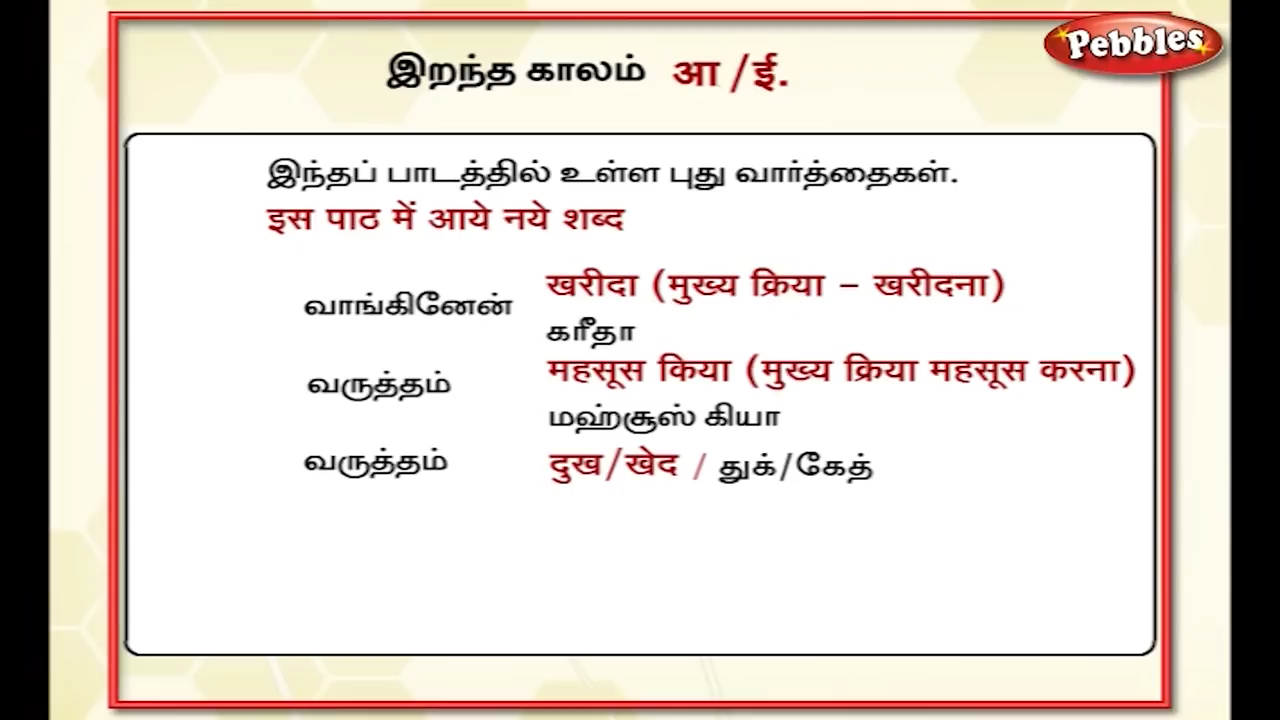 Pebbles
இறந்த காலம் आ /ई.
இந்தப் பாடத்தில் உள்ள புது வார்த்தைகள்.
इस पाठ में आये नये शब्द
வாங்கினேன் खरीदा (मुख्य क्रिया – खरीदना)
கரீதா
வருத்தம் महसूस किया (मुख्य क्रिया महसूस करना)
மஹ்சூஸ் கியா
வருத்தம் दुख/खेद / துக்/கேத்